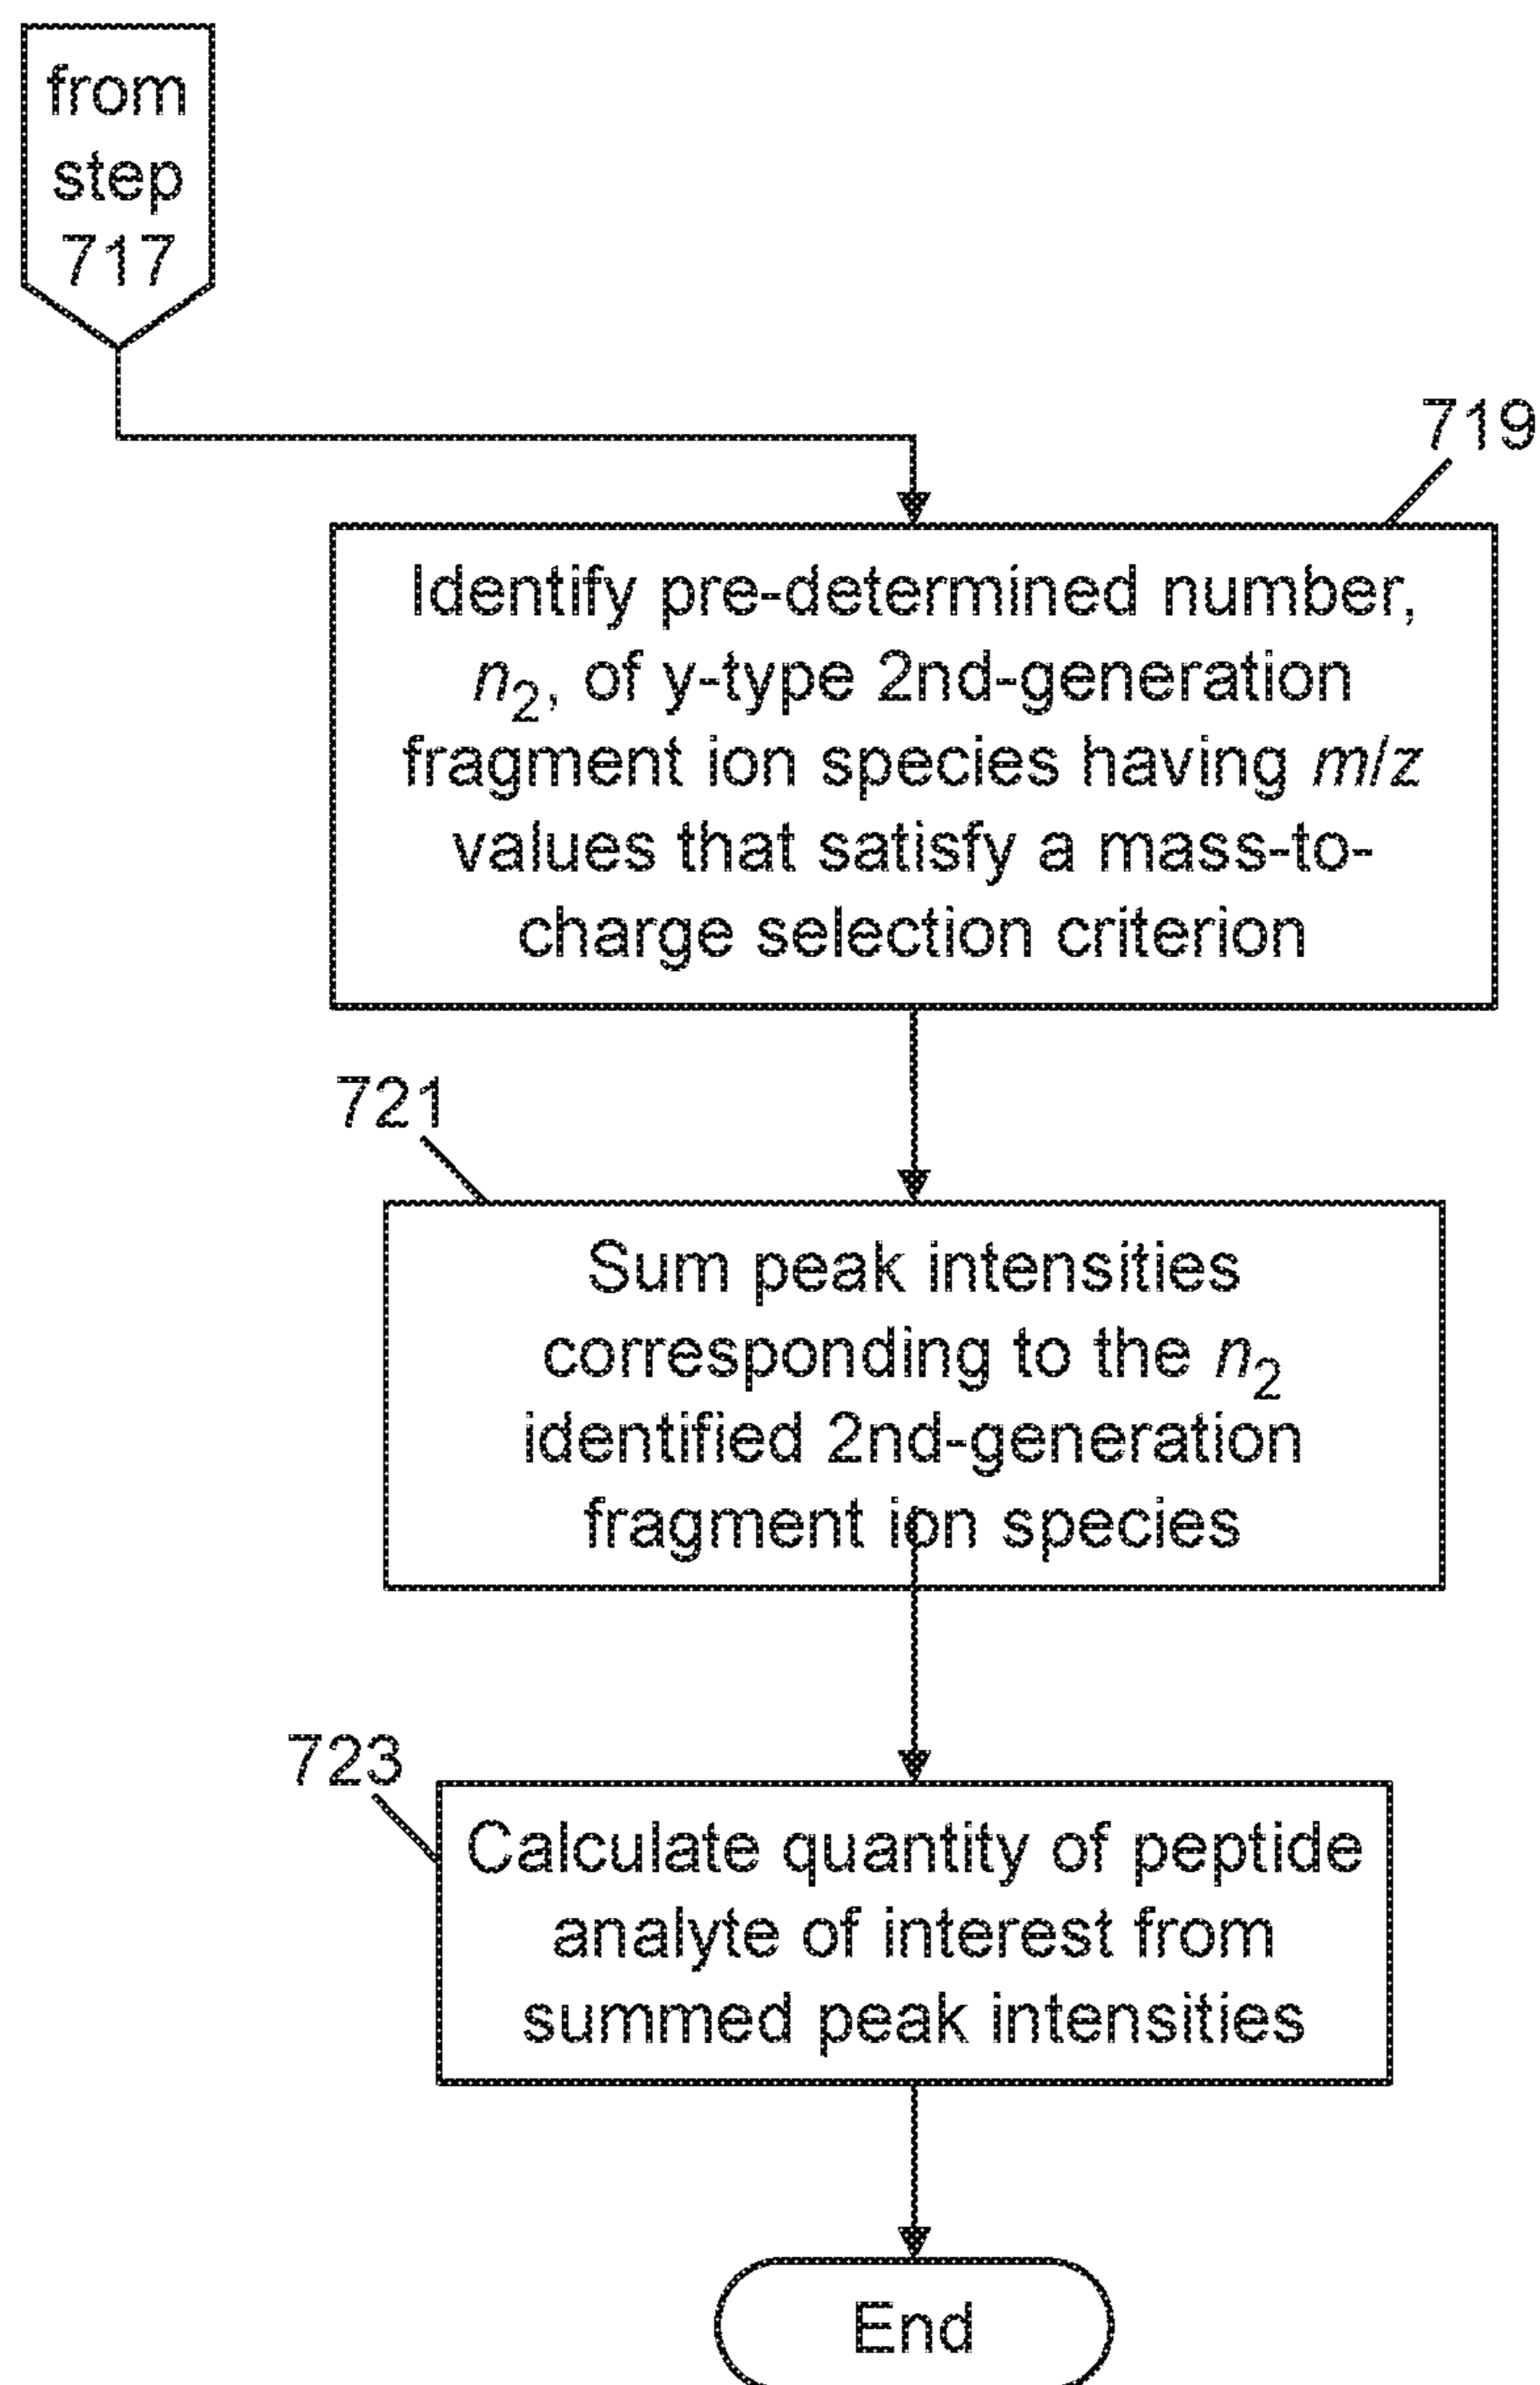 from
step
717
719
Identify pre-determined number,
n₂, of y-type 2nd-generation
fragment ion species having m/z
values that satisfy a mass-to-
charge selection criterion
721
Sum peak intensities
corresponding to the n₂
identified 2nd-generation
fragment ion species
723
Calculate quantity of peptide
analyte of interest from
summed peak intensities
End